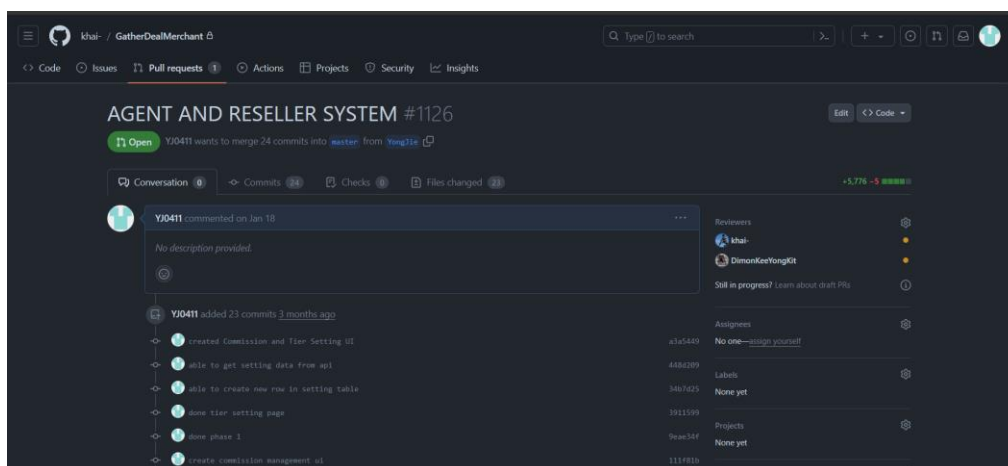 khai- / GatherDealMerchant
Type / to search
Code Issues Pull requests 1 Actions Projects Security Insights
AGENT AND RESELLER SYSTEM #1126
Edit Code
Open YJ0411 wants to merge 24 commits into master from YongJie
Conversation 0 Commits 24 Checks 0 Files changed 23 +5,776 −5
YJ0411 commented on Jan 18
No description provided.
YJ0411 added 23 commits 3 months ago
created Commission and Tier Setting UI a3a5449
able to get setting data from api 448d209
able to create new row in setting table 34b7d25
done tier setting page 3911599
done phase 1 9eae34f
create commission management ui 111f81b
Reviewers
khai-
DimonKeeYongKit
Still in progress? Learn about draft PRs
Assignees
No one—assign yourself
Labels
None yet
Projects
None yet